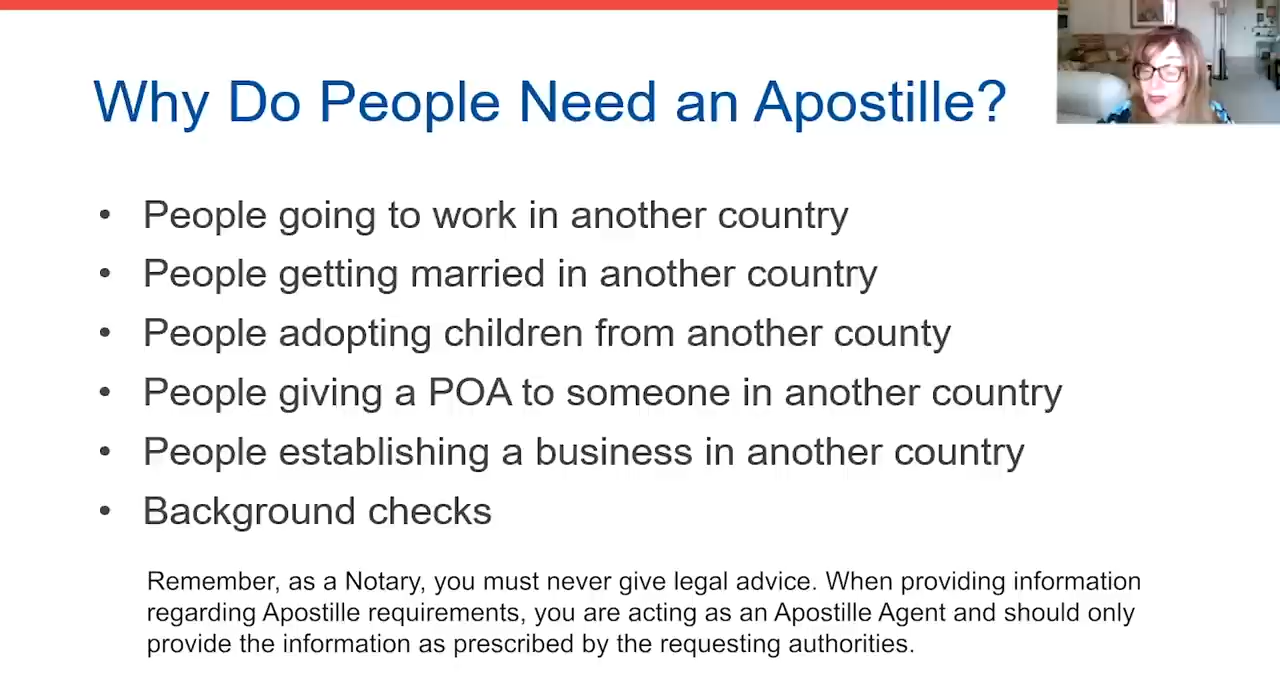 Why Do People Need an Apostille?
• People going to work in another country
• People getting married in another country
• People adopting children from another county
• People giving a POA to someone in another country
• People establishing a business in another country
• Background checks
Remember, as a Notary, you must never give legal advice. When providing information
regarding Apostille requirements, you are acting as an Apostille Agent and should only
provide the information as prescribed by the requesting authorities.